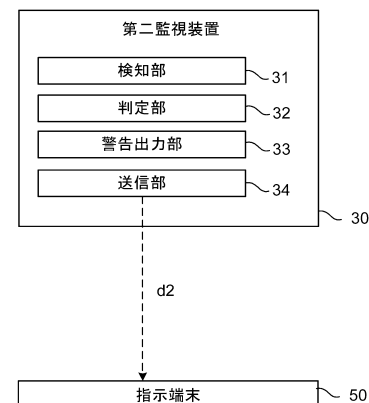 第二監視装置
検知部
31
判定部
32
警告出力部
33
送信部
34
30
d2
指示端末
50